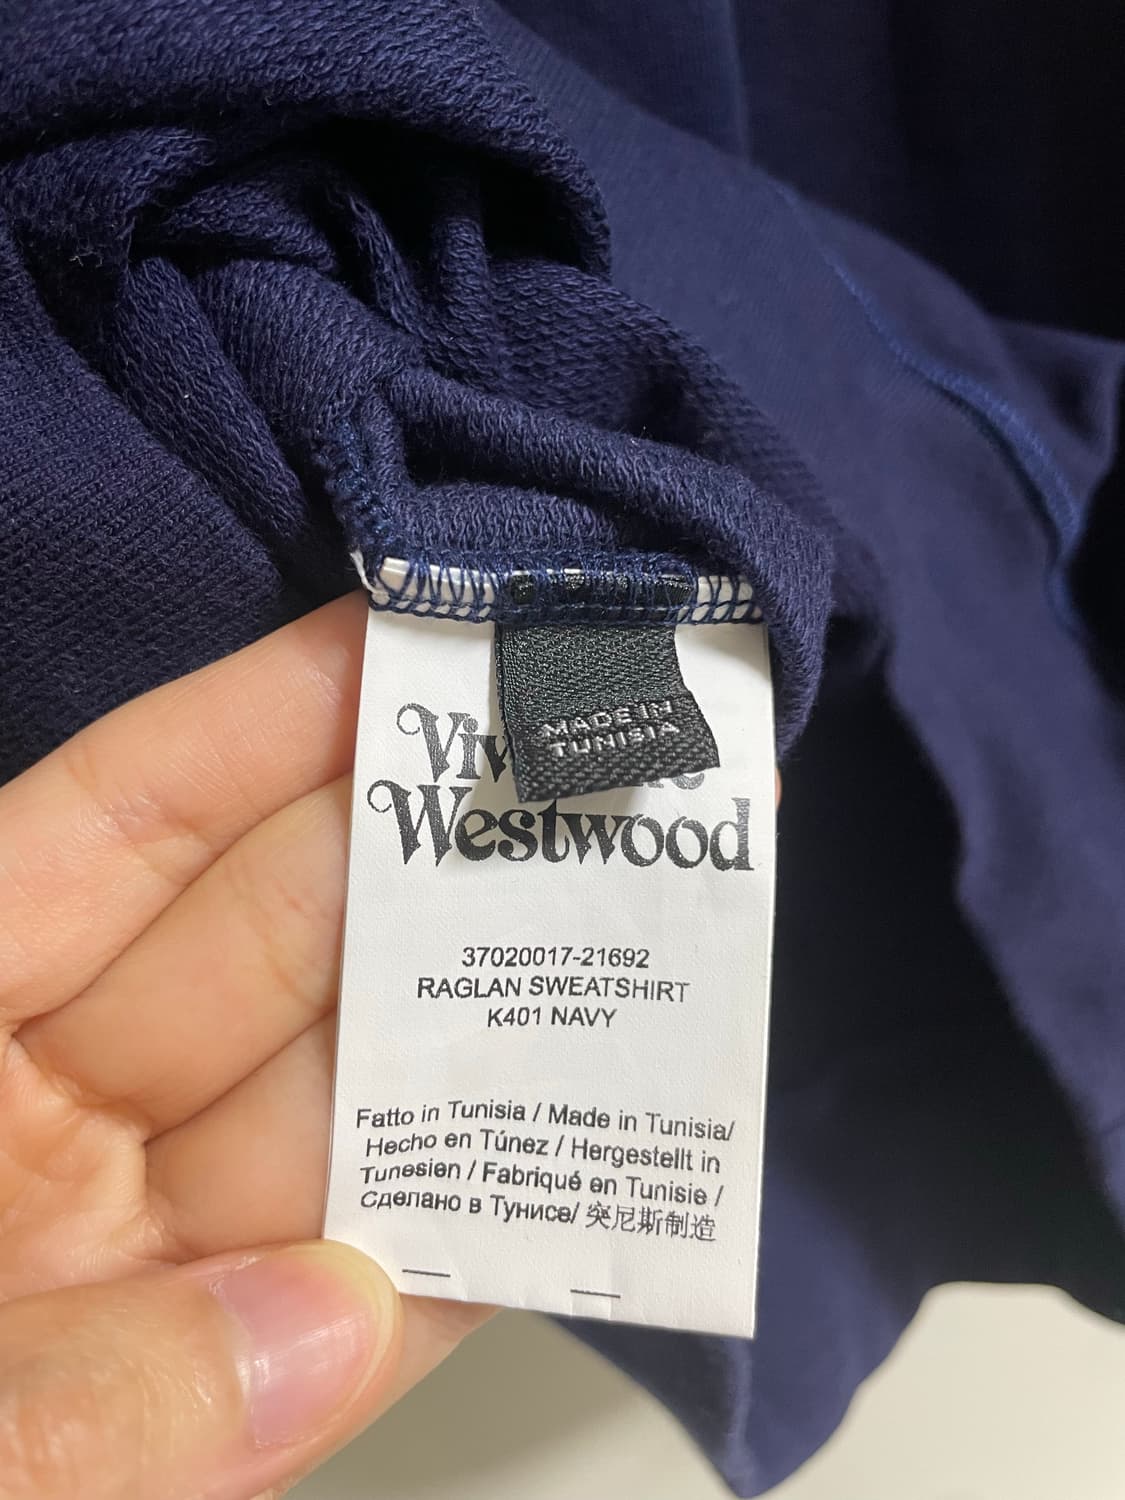 MADE IN
TUNISIA
Westwood
37020017-21692
RAGLAN SWEATSHIRT
K401 NAVY
Fatto in Tunisia / Made in Tunisia/
Hecho en Túnez / Hergestellt in
Tunesien / Fabriqué en Tunisie /
Сделано в Тунисе/ 突尼斯制造